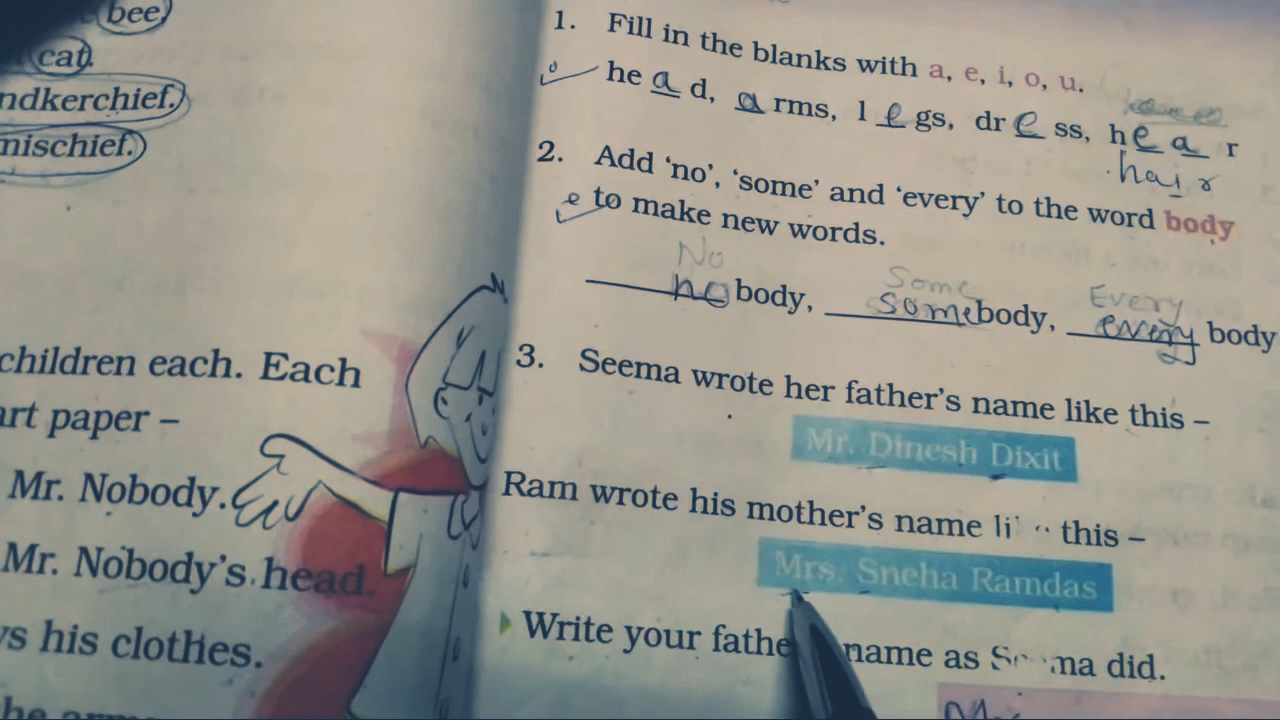 bee,
cat.
ndkerchief.
mischief.
children each. Each
art paper –
Mr. Nobody.
Mr. Nobody's head.
ys his clothes.
1. Fill in the blanks with a, e, i, o, u.
he a d, a rms, l e gs, dr e ss, h e a r
hair
2. Add 'no', 'some' and 'every' to the word body
to make new words.
No Some Every
no body, some body, every body
3. Seema wrote her father's name like this –
Mr. Dinesh Dixit
Ram wrote his mother's name this –
Mrs. Sneha Ramdas
Write your name as did.